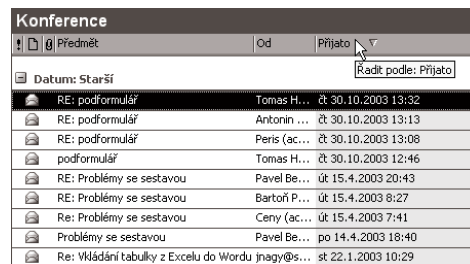 Konference
! Předmět Od Přijato
Řadit podle: Přijato
Datum: Starší
RE: podformulář Tomas H... čt 30.10.2003 13:32
RE: podformulář Antonin ... čt 30.10.2003 13:13
RE: podformulář Peris (ac... čt 30.10.2003 13:08
podformulář Tomas H... čt 30.10.2003 12:46
RE: Problémy se sestavou Pavel Be... út 15.4.2003 20:43
RE: Problémy se sestavou Bartoň P... út 15.4.2003 8:27
Re: Problémy se sestavou Ceny (ac... út 15.4.2003 7:41
Problémy se sestavou Pavel Be... po 14.4.2003 18:40
Re: Vkládání tabulky z Excelu do Wordu jnagy@s... st 22.1.2003 10:29